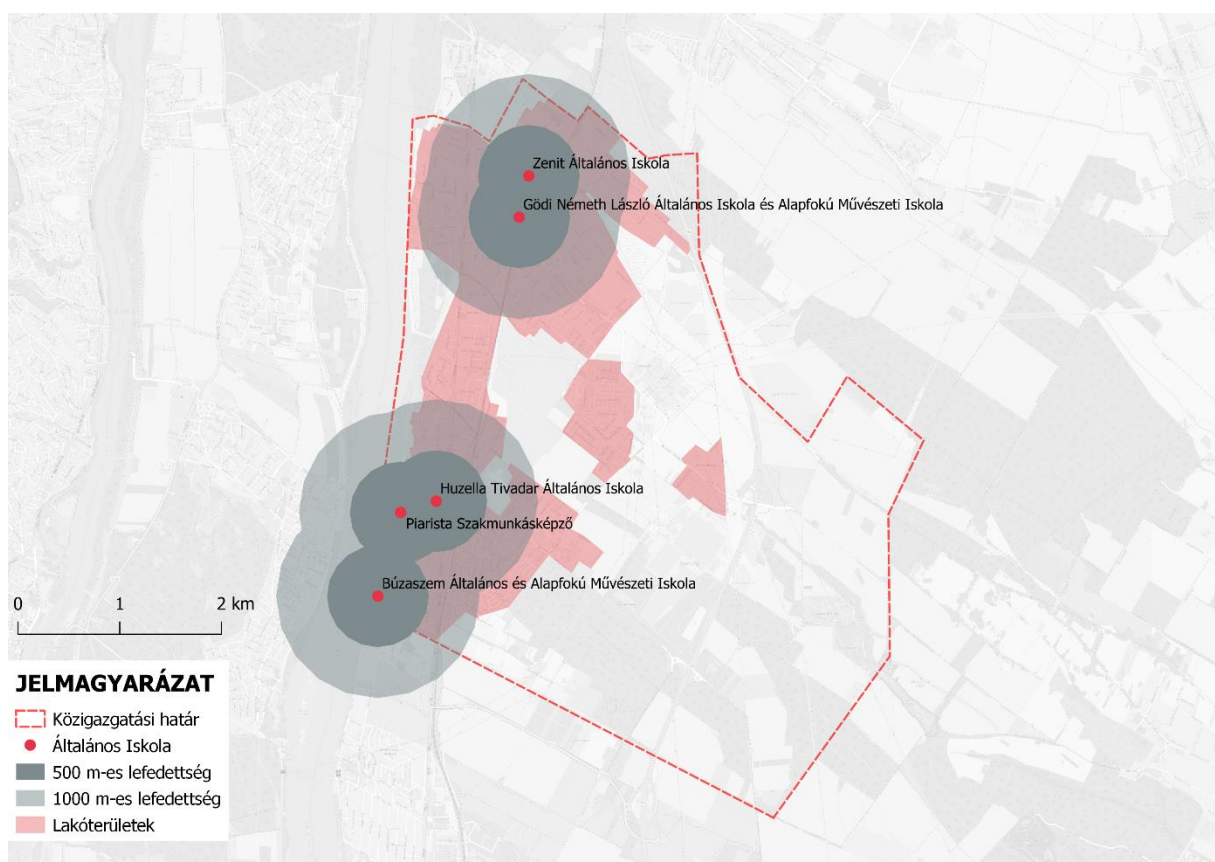 Zenit Általános Iskola
Gödi Németh László Általános Iskola és Alapfokú Művészeti Iskola
Huzella Tivadar Általános Iskola
Piarista Szakmunkásképző
Búzaszem Általános és Alapfokú Művészeti Iskola
0 1 2 km
JELMAGYARÁZAT
Közigazgatási határ
Általános Iskola
500 m-es lefedettség
1000 m-es lefedettség
Lakóterületek